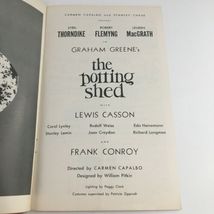 CARMEN CAPALBO and STANLEY CHASE
SYBIL ROBERT LEUEEN
THORNDIKE FLEMYNG MacGRATH
in
GRAHAM GREENE's
the
potting
shed
with
LEWIS CASSON
Carol Lynley Rudolf Weiss Eda Heinemann
Stanley Lemin Joan Croydon Richard Longman
and
FRANK CONROY
Directed by CARMEN CAPALBO
Designed by William Pitkin
Lighting by Peggy Clark
Costumes supervised by Patricia Zipprodt